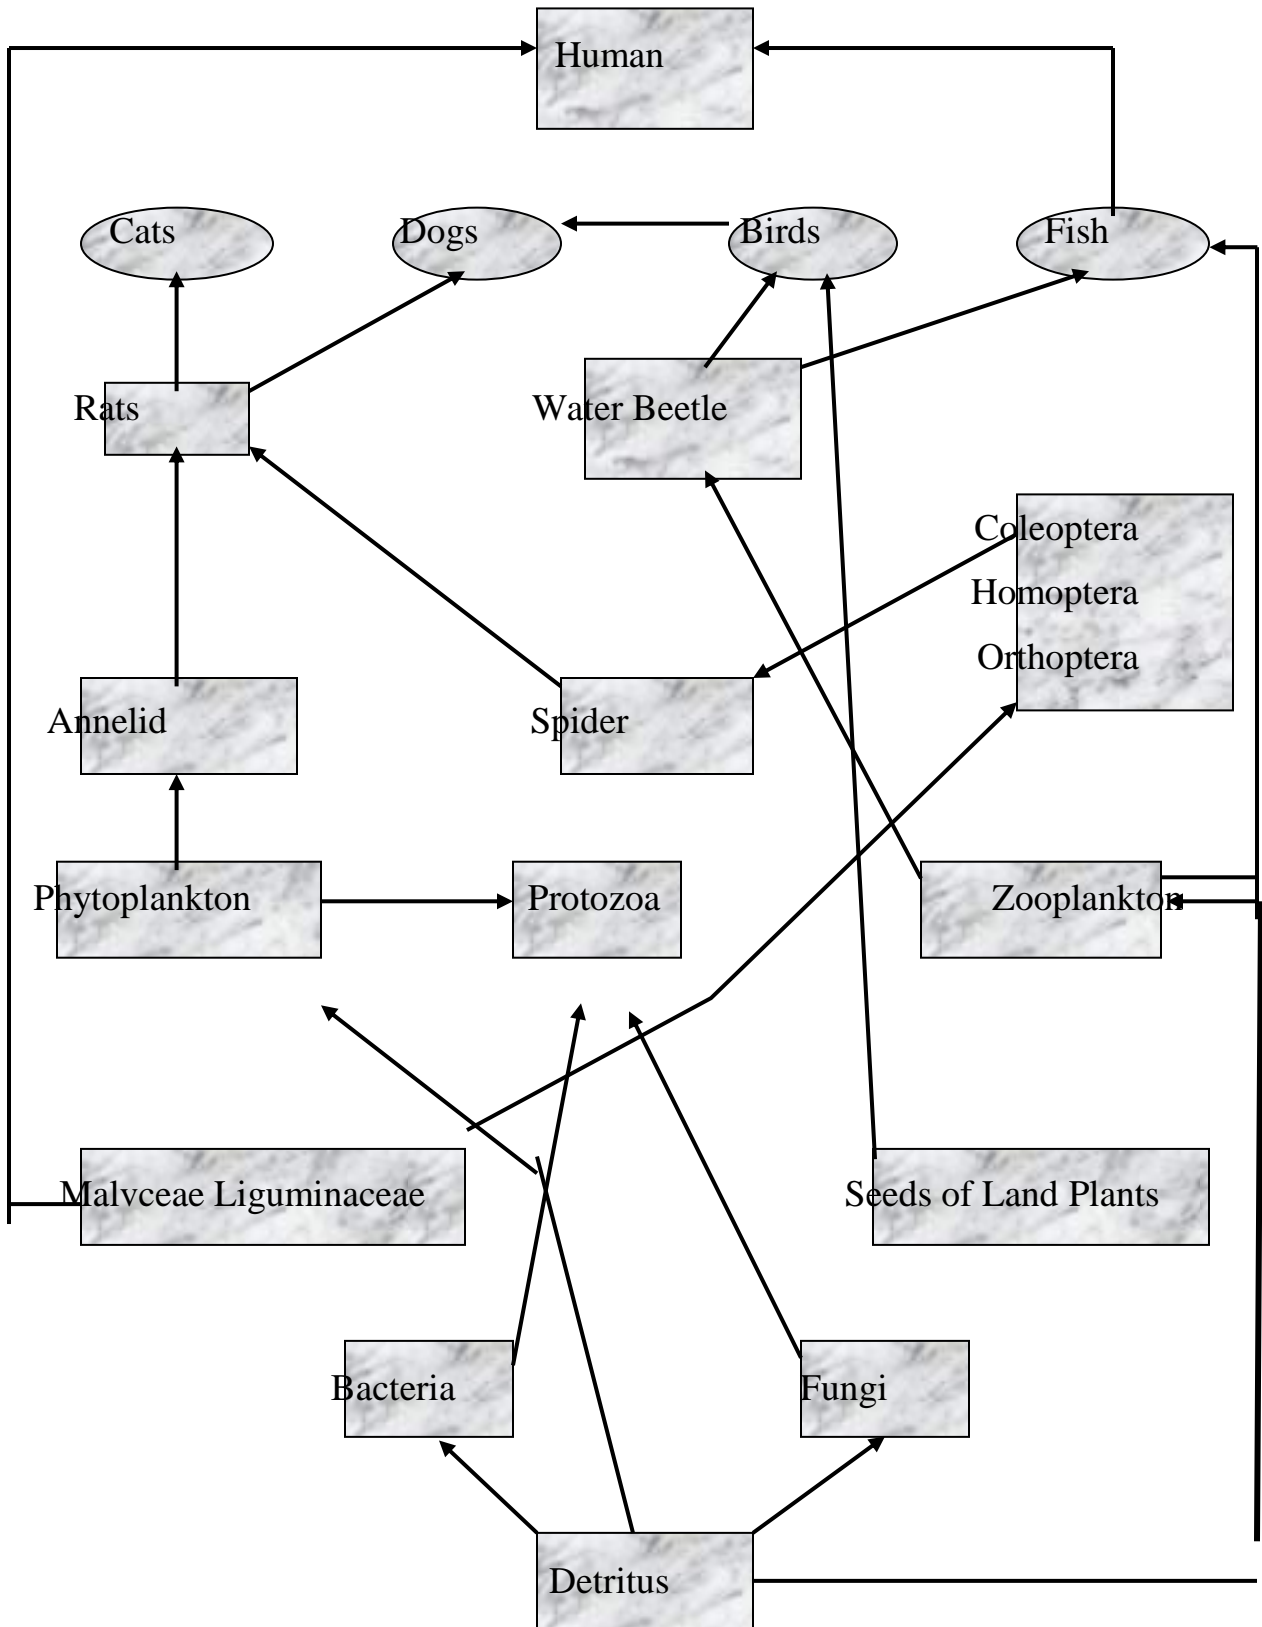 Human
Cats
Dogs
Birds
Fish
Rats
Water Beetle
Coleoptera
Homoptera
Orthoptera
Annelid
Spider
Phytoplankton
Protozoa
Zooplankton
Malvceae Liguminaceae
Seeds of Land Plants
Bacteria
Fungi
Detritus